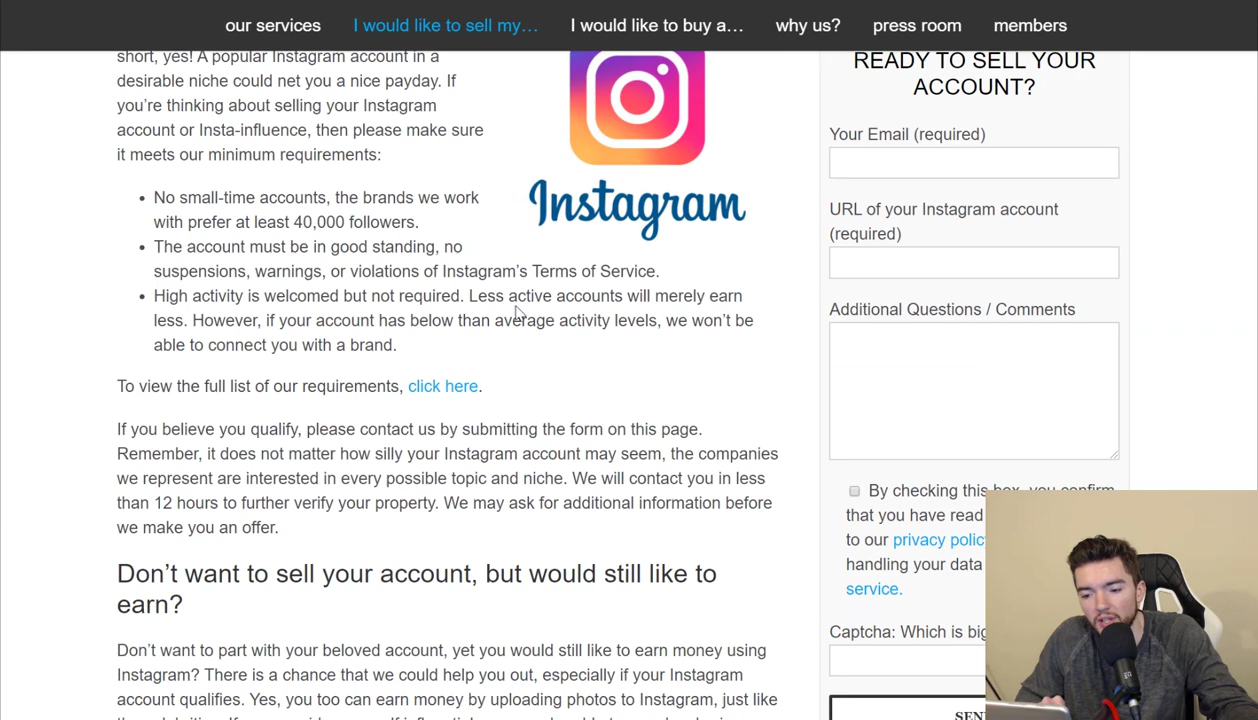 our services
I would like to sell my…
I would like to buy a…
why us?
press room
members
short, yes! A popular Instagram account in a
desirable niche could net you a nice payday. If
you’re thinking about selling your Instagram
account or Insta-influence, then please make sure
it meets our minimum requirements:
Instagram
• No small-time accounts, the brands we work
with prefer at least 40,000 followers.
• The account must be in good standing, no
suspensions, warnings, or violations of Instagram’s Terms of Service.
• High activity is welcomed but not required. Less active accounts will merely earn
less. However, if your account has below than average activity levels, we won’t be
able to connect you with a brand.
To view the full list of our requirements, click here.
If you believe you qualify, please contact us by submitting the form on this page.
Remember, it does not matter how silly your Instagram account may seem, the companies
we represent are interested in every possible topic and niche. We will contact you in less
than 12 hours to further verify your property. We may ask for additional information before
we make you an offer.
Don’t want to sell your account, but would still like to
earn?
Don’t want to part with your beloved account, yet you would still like to earn money using
Instagram? There is a chance that we could help you out, especially if your Instagram
account qualifies. Yes, you too can earn money by uploading photos to Instagram, just like
READY TO SELL YOUR
ACCOUNT?
Your Email (required)
URL of your Instagram account
(required)
Additional Questions / Comments
By checking this box, you confirm
that you have read
to our privacy polic
handling your data
service.
Captcha: Which is big
SEN